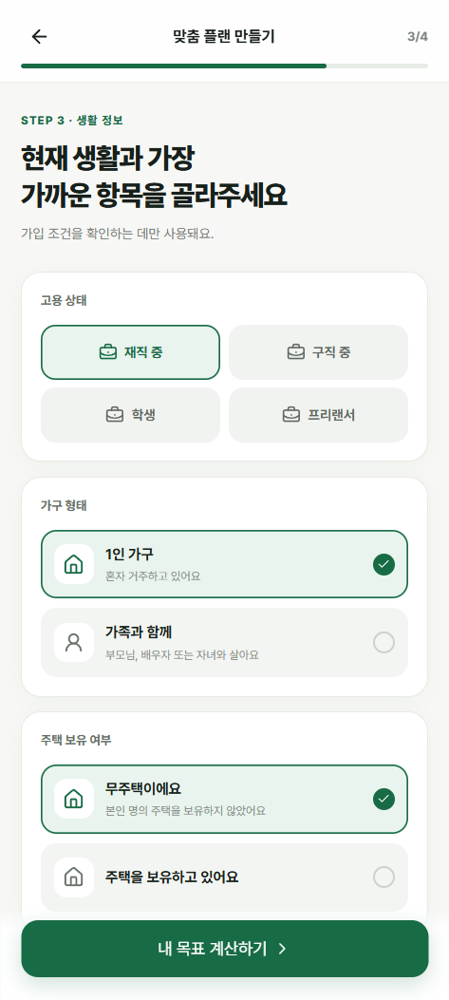 맞춤 플랜 만들기
3/4
STEP 3 · 생활 정보
현재 생활과 가장
가까운 항목을 골라주세요
가입 조건을 확인하는 데만 사용돼요.
고용 상태
재직 중
구직 중
학생
프리랜서
가구 형태
1인 가구
혼자 거주하고 있어요
가족과 함께
부모님, 배우자 또는 자녀와 살아요
주택 보유 여부
무주택이에요
본인 명의 주택을 보유하지 않았어요
주택을 보유하고 있어요
내 목표 계산하기